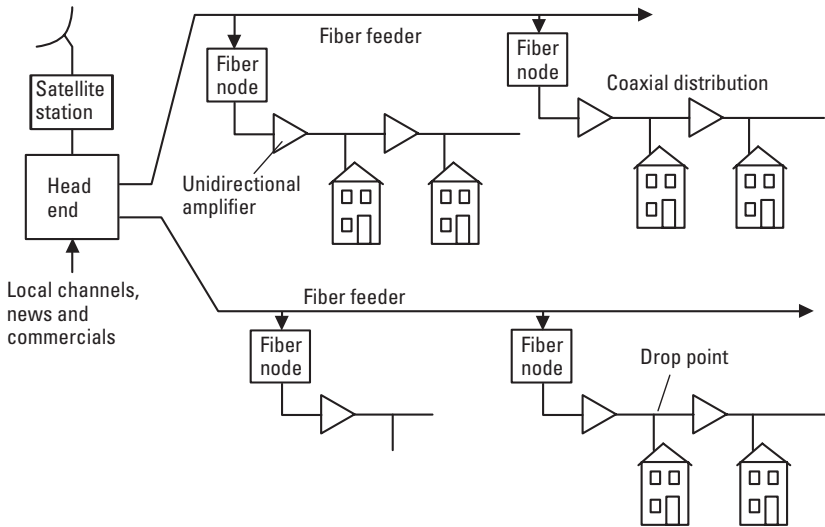 Fiber feeder
Fiber
node
Fiber
node
Coaxial distribution
Satellite
station
Unidirectional
amplifier
Head
end
Local channels,
news and
commercials
Fiber feeder
Fiber
node
Fiber
node
Drop point